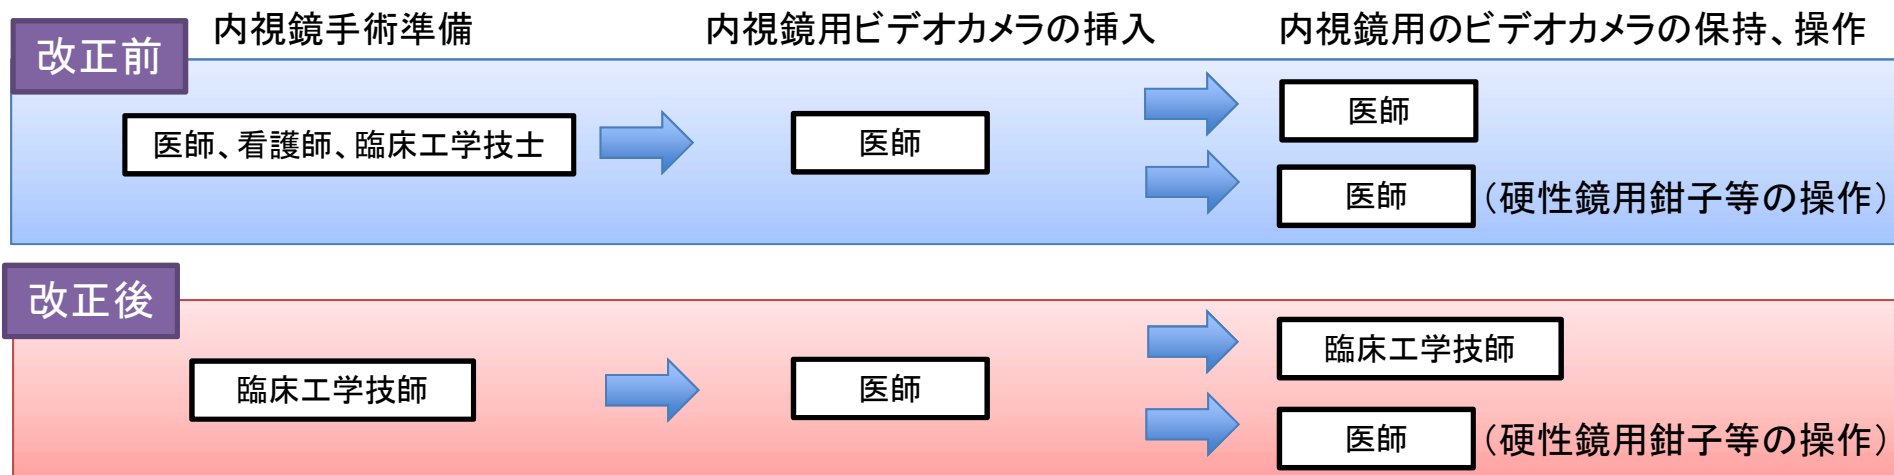 内視鏡手術準備
内視鏡用ビデオカメラの挿入
内視鏡用のビデオカメラの保持、操作
改正前
医師、看護師、臨床工学技士
医師
医師
医師
（硬性鏡用鉗子等の操作）
改正後
臨床工学技師
医師
臨床工学技師
医師
（硬性鏡用鉗子等の操作）